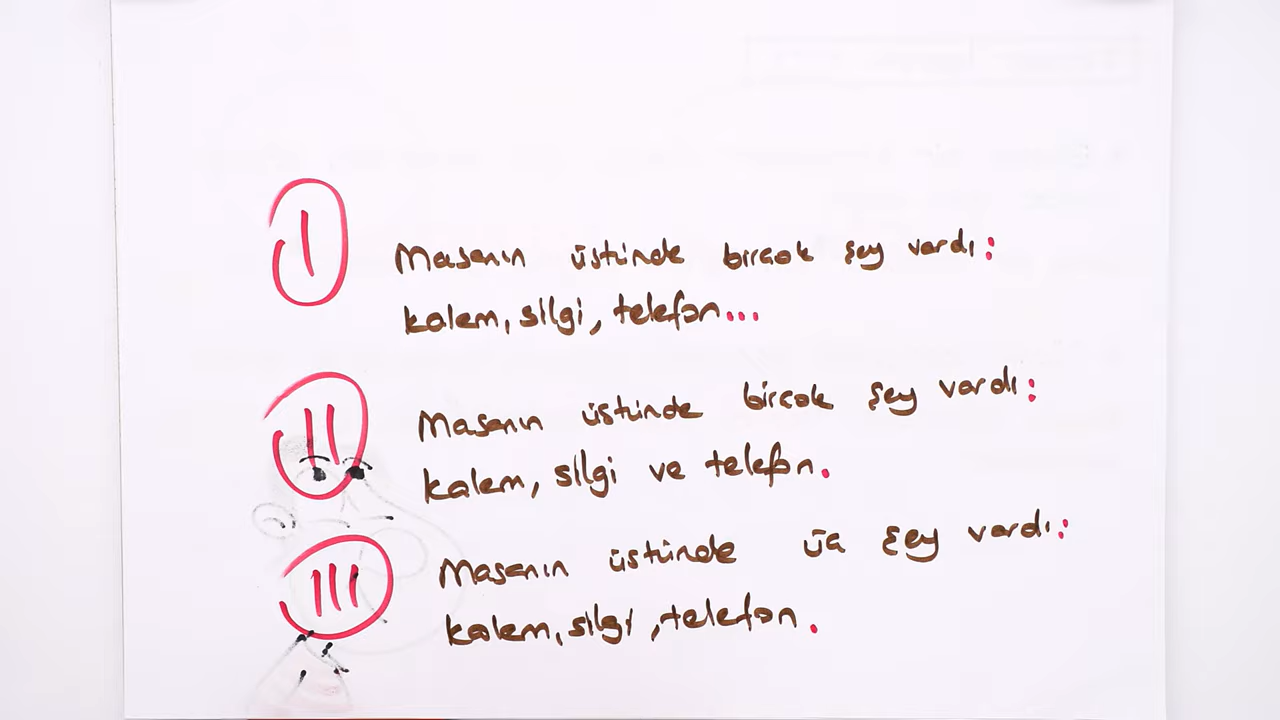 I
Masanın üstünde birçok şey vardı:
kalem, silgi, telefon...
II
Masanın üstünde birçok şey vardı:
kalem, silgi ve telefon.
III
Masanın üstünde üç şey vardı:
kalem, silgi, telefon.